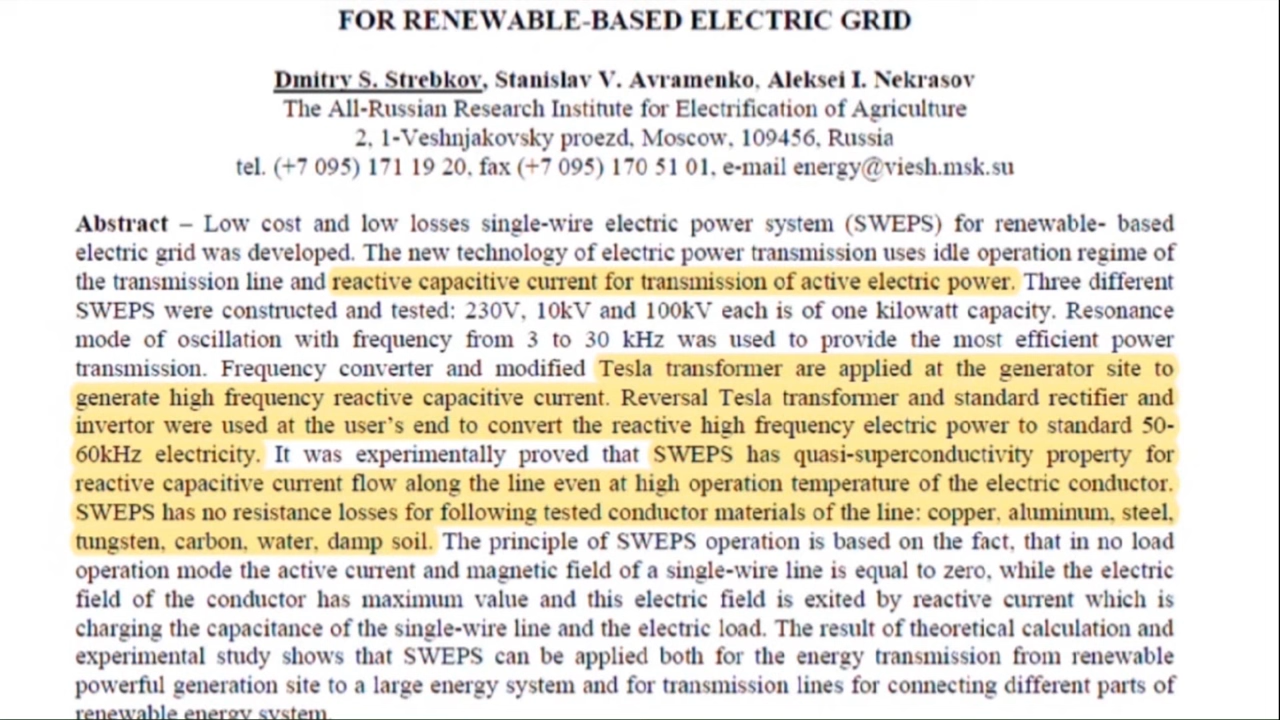 FOR RENEWABLE-BASED ELECTRIC GRID
Dmitry S. Strebkov, Stanislav V. Avramenko, Aleksei I. Nekrasov
The All-Russian Research Institute for Electrification of Agriculture
2, 1-Veshnjakovsky proezd, Moscow, 109456, Russia
tel. (+7 095) 171 19 20, fax (+7 095) 170 51 01, e-mail energy@viesh.msk.su
Abstract – Low cost and low losses single-wire electric power system (SWEPS) for renewable- based
electric grid was developed. The new technology of electric power transmission uses idle operation regime of
the transmission line and reactive capacitive current for transmission of active electric power. Three different
SWEPS were constructed and tested: 230V, 10kV and 100kV each is of one kilowatt capacity. Resonance
mode of oscillation with frequency from 3 to 30 kHz was used to provide the most efficient power
transmission. Frequency converter and modified Tesla transformer are applied at the generator site to
generate high frequency reactive capacitive current. Reversal Tesla transformer and standard rectifier and
invertor were used at the user's end to convert the reactive high frequency electric power to standard 50-
60kHz electricity. It was experimentally proved that SWEPS has quasi-superconductivity property for
reactive capacitive current flow along the line even at high operation temperature of the electric conductor.
SWEPS has no resistance losses for following tested conductor materials of the line: copper, aluminum, steel,
tungsten, carbon, water, damp soil. The principle of SWEPS operation is based on the fact, that in no load
operation mode the active current and magnetic field of a single-wire line is equal to zero, while the electric
field of the conductor has maximum value and this electric field is exited by reactive current which is
charging the capacitance of the single-wire line and the electric load. The result of theoretical calculation and
experimental study shows that SWEPS can be applied both for the energy transmission from renewable
powerful generation site to a large energy system and for transmission lines for connecting different parts of
renewable energy system.